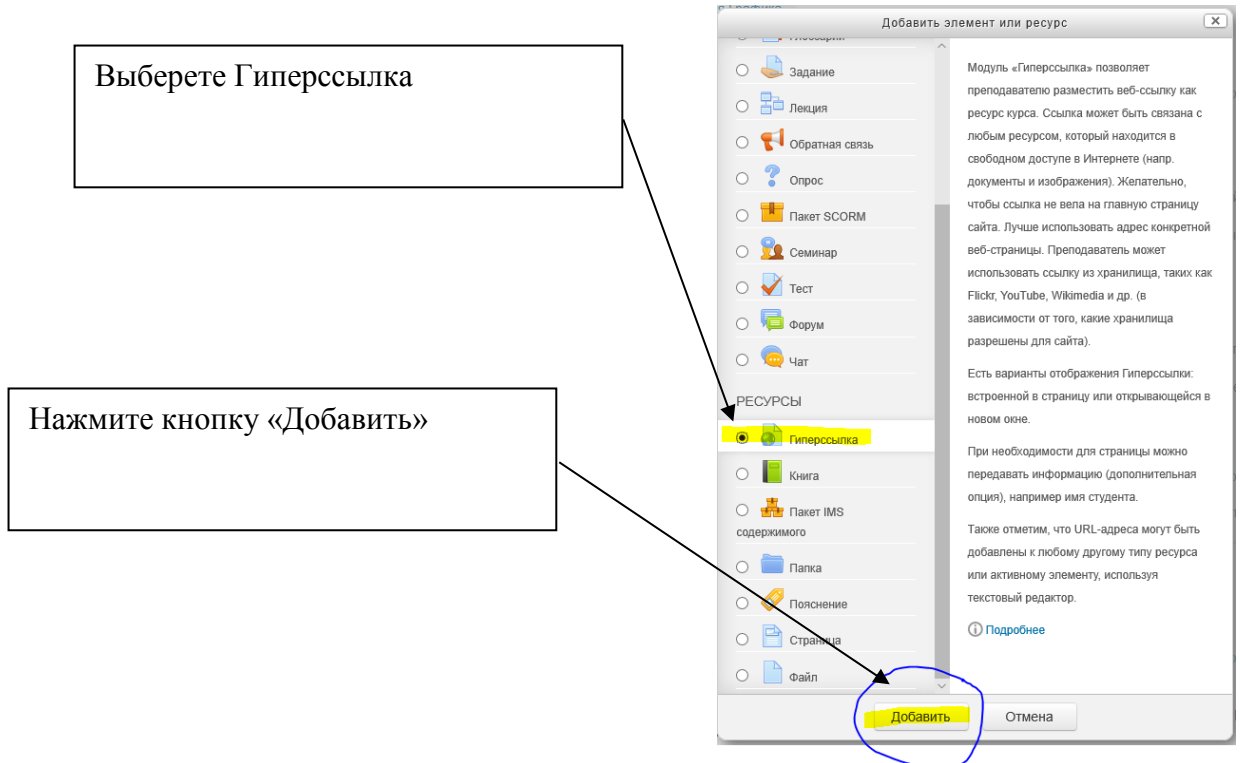 Добавить элемент или ресурс
Выберете Гиперссылка
Нажмите кнопку «Добавить»
Глоссарий
Задание
Лекция
Обратная связь
Опрос
Пакет SCORM
Семинар
Тест
Форум
Чат
РЕСУРСЫ
Гиперссылка
Книга
Пакет IMS
содержимого
Папка
Пояснение
Страница
Файл
Модуль «Гиперссылка» позволяет
преподавателю разместить веб-ссылку как
ресурс курса. Ссылка может быть связана с
любым ресурсом, который находится в
свободном доступе в Интернете (напр.
документы и изображения). Желательно,
чтобы ссылка не вела на главную страницу
сайта. Лучше использовать адрес конкретной
веб-страницы. Преподаватель может
использовать ссылку из хранилища, таких как
Flickr, YouTube, Wikimedia и др. (в
зависимости от того, какие хранилища
разрешены для сайта).
Есть варианты отображения Гиперссылки:
встроенной в страницу или открывающейся в
новом окне.
При необходимости для страницы можно
передавать информацию (дополнительная
опция), например имя студента.
Также отметим, что URL-адреса могут быть
добавлены к любому другому типу ресурса
или активному элементу, используя
текстовый редактор.
Подробнее
Добавить
Отмена